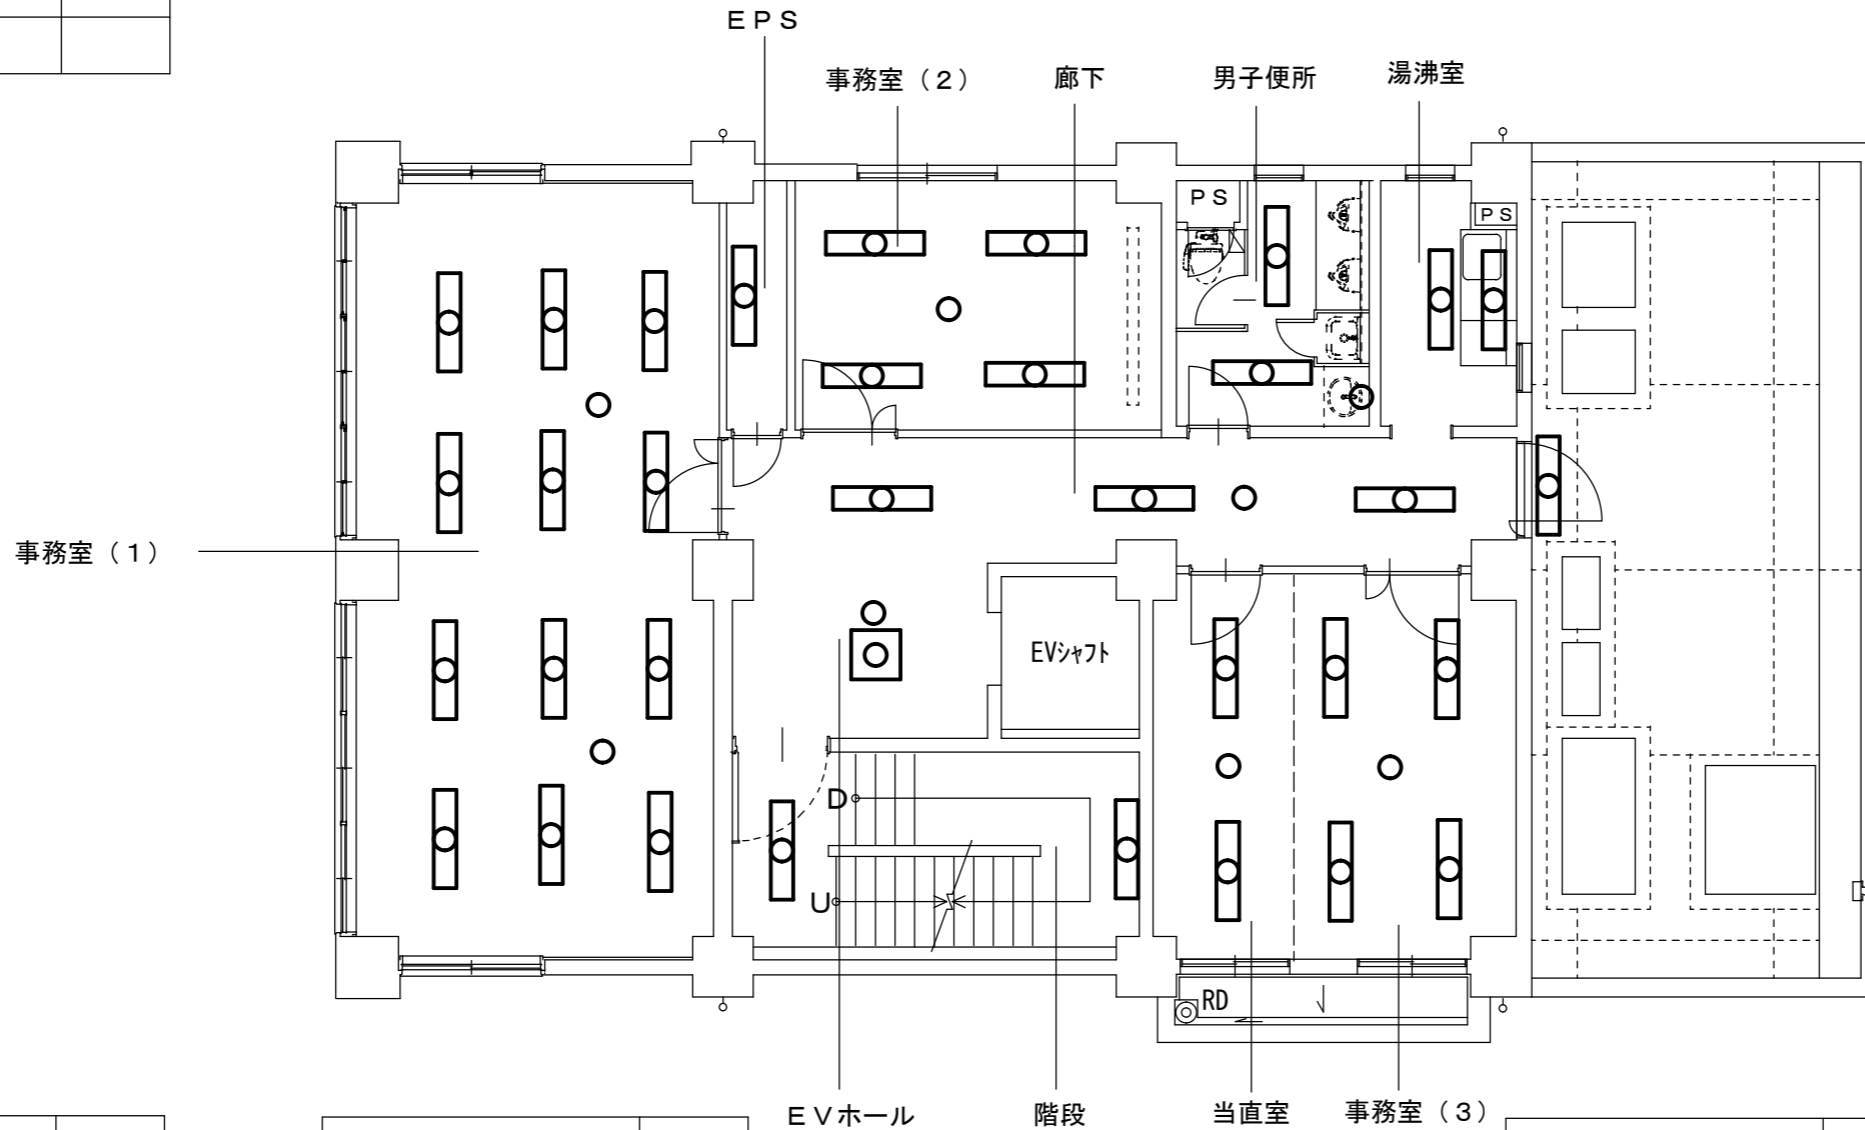 ＥＰＳ
事務室（２）
廊下
男子便所
湯沸室
ＰＳ
ＰＳ
事務室（１）
EVｼｬﾌﾄ
D
U
RD
ＥＶホール
階段
当直室
事務室（３）